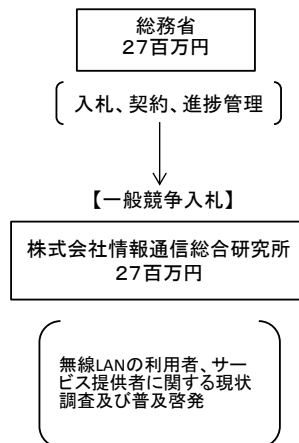 総務省
27百万円
入札、契約、進捗管理
【一般競争入札】
株式会社情報通信総合研究所
27百万円
無線LANの利用者、サー
ビス提供者に関する現状
調査及び普及啓発